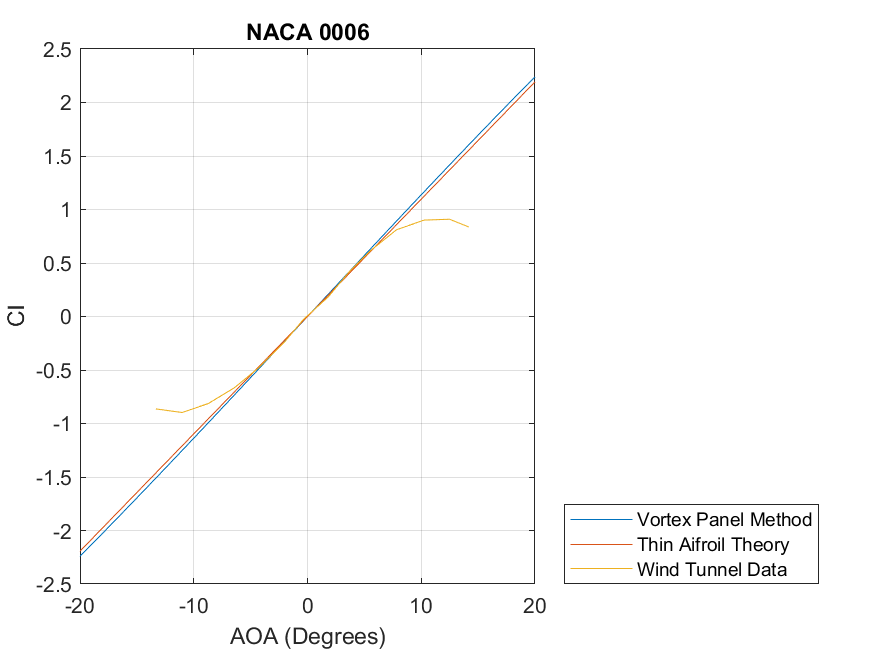 NACA 0006
2.5
2
1.5
1
0.5
0
-0.5
-1
-1.5
-2
-2.5
Cl
-20
-10
0
10
20
AOA (Degrees)
Vortex Panel Method
Thin Aifroil Theory
Wind Tunnel Data